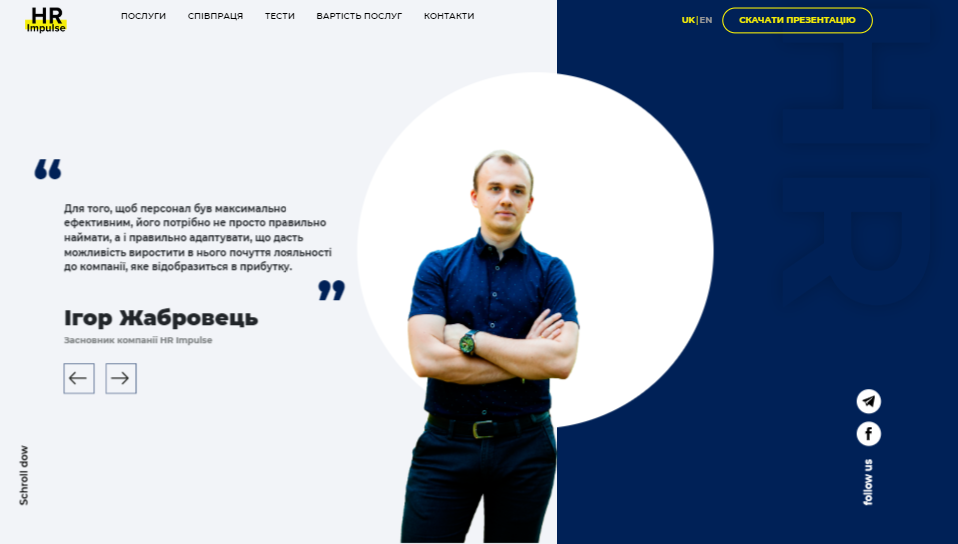 HR
Impulse
ПОСЛУГИ
СПІВПРАЦЯ
ТЕСТИ
ВАРТІСТЬ ПОСЛУГ
КОНТАКТИ
UK|EN
СКАЧАТИ ПРЕЗЕНТАЦІЮ
HR
“
Для того, щоб персонал був максимально
ефективним, його потрібно не просто правильно
наймати, а і правильно адаптувати, що дасть
можливість виростити в нього почуття лояльності
до компанії, яке відобразиться в прибутку.
”
Ігор Жабровець
Засновник компанії HR Impulse
Schroll dow
follow us